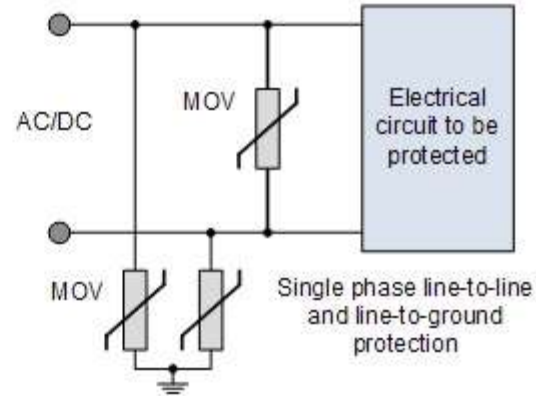 MOV
AC/DC
Electrical
circuit to be
protected
MOV
Single phase line-to-line
and line-to-ground
protection